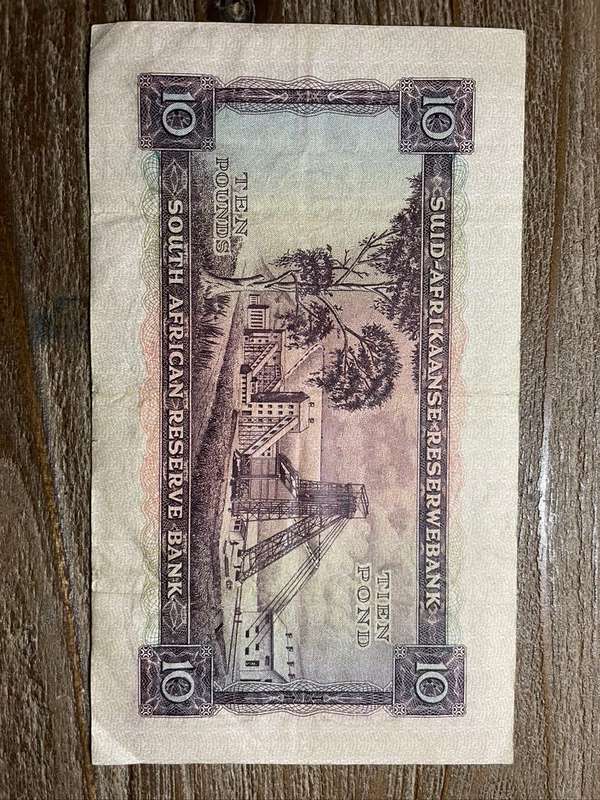 10
SUID-AFRIKAANSE-RESERWEBANK
10
TEN
POUNDS
TIEN
POND
10
SOUTH AFRICAN RESERVE BANK
10